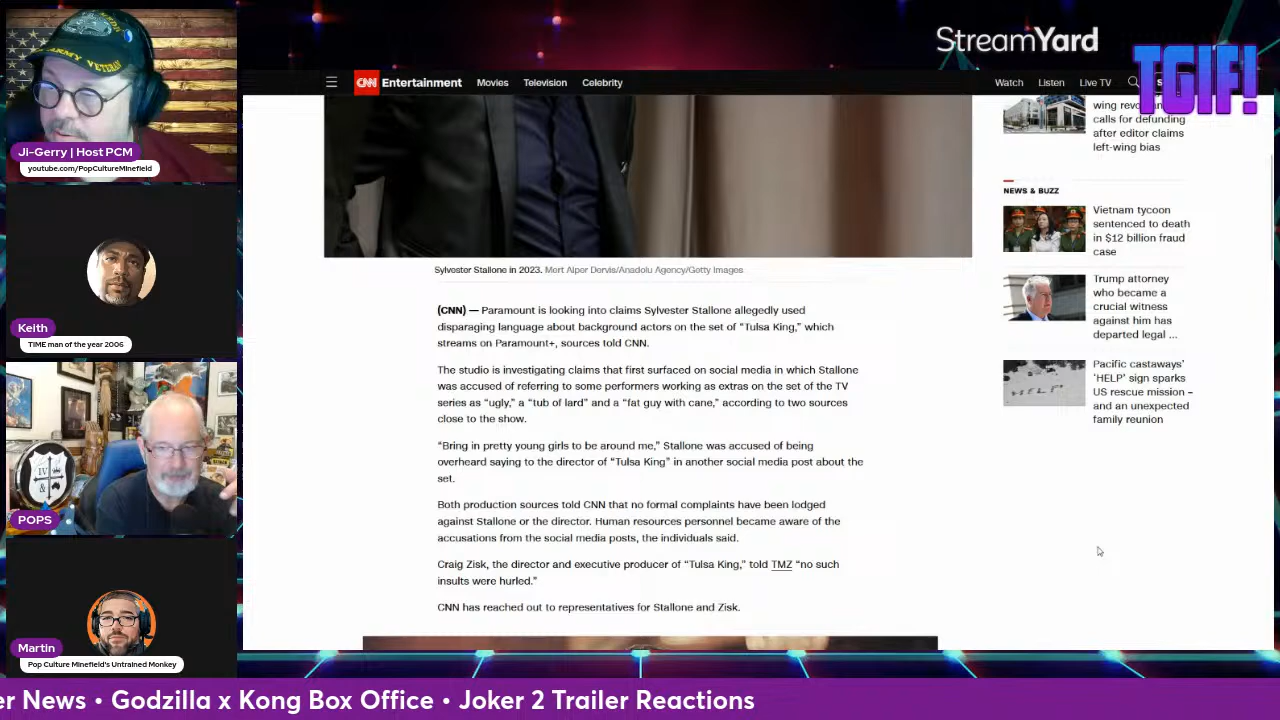 StreamYard
TGIF!
CNN Entertainment Movies Television Celebrity
Watch Listen Live TV
ARMY VETERAN
JI-Gerry | Host PCM
youtube.com/PopCultureMinefield
Keith
TIME man of the year 2006
POPS
Martin
Pop Culture Minefield's Untrained Monkey
Sylvester Stallone in 2023. Mert Alper Dervis/Anadolu Agency/Getty Images
(CNN) — Paramount is looking into claims Sylvester Stallone allegedly used
disparaging language about background actors on the set of “Tulsa King,” which
streams on Paramount+, sources told CNN.
The studio is investigating claims that first surfaced on social media in which Stallone
was accused of referring to some performers working as extras on the set of the TV
series as “ugly,” a “tub of lard” and a “fat guy with cane,” according to two sources
close to the show.
“Bring in pretty young girls to be around me,” Stallone was accused of being
overheard saying to the director of “Tulsa King” in another social media post about the
set.
Both production sources told CNN that no formal complaints have been lodged
against Stallone or the director. Human resources personnel became aware of the
accusations from the social media posts, the individuals said.
Craig Zisk, the director and executive producer of “Tulsa King,” told TMZ “no such
insults were hurled.”
CNN has reached out to representatives for Stallone and Zisk.
calls for defunding
after editor claims
left-wing bias
NEWS & BUZZ
Vietnam tycoon
sentenced to death
in $12 billion fraud
case
Trump attorney
who became a
crucial witness
against him has
departed legal ...
Pacific castaways’
‘HELP’ sign sparks
US rescue mission –
and an unexpected
family reunion
er News • Godzilla x Kong Box Office • Joker 2 Trailer Reactions